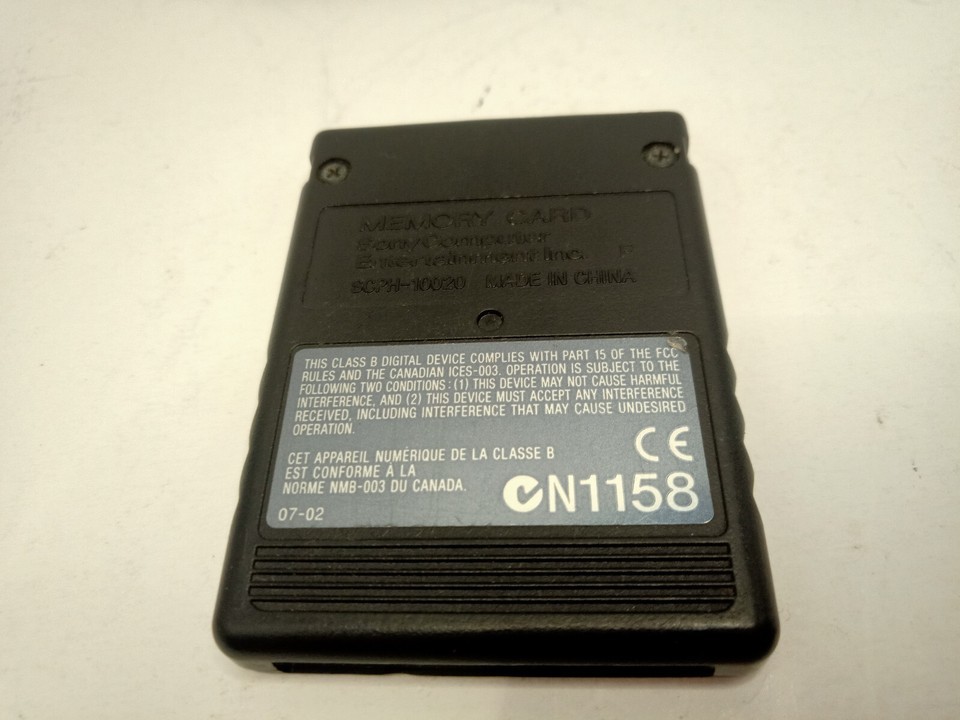 MEMORY CARD
Sony Computer
Entertainment Inc. F
SCPH-10020 MADE IN CHINA
THIS CLASS B DIGITAL DEVICE COMPLIES WITH PART 15 OF THE FCC
RULES AND THE CANADIAN ICES-003. OPERATION IS SUBJECT TO THE
FOLLOWING TWO CONDITIONS: (1) THIS DEVICE MAY NOT CAUSE HARMFUL
INTERFERENCE, AND (2) THIS DEVICE MUST ACCEPT ANY INTERFERENCE
RECEIVED, INCLUDING INTERFERENCE THAT MAY CAUSE UNDESIRED
OPERATION.
CET APPAREIL NUMÉRIQUE DE LA CLASSE B
EST CONFORME À LA
NORME NMB-003 DU CANADA.
CE
N1158
07-02